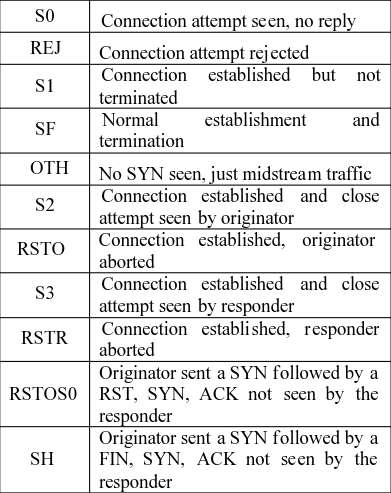 S0 Connection attempt seen, no reply
REJ Connection attempt rejected
S1 Connection established but not
terminated
SF Normal establishment and
termination
OTH No SYN seen, just midstream traffic
S2 Connection established and close
attempt seen by originator
RSTO Connection established, originator
aborted
S3 Connection established and close
attempt seen by responder
RSTR Connection established, responder
aborted
RSTOS0 Originator sent a SYN followed by a
RST, SYN, ACK not seen by the
responder
SH Originator sent a SYN followed by a
FIN, SYN, ACK not seen by the
responder